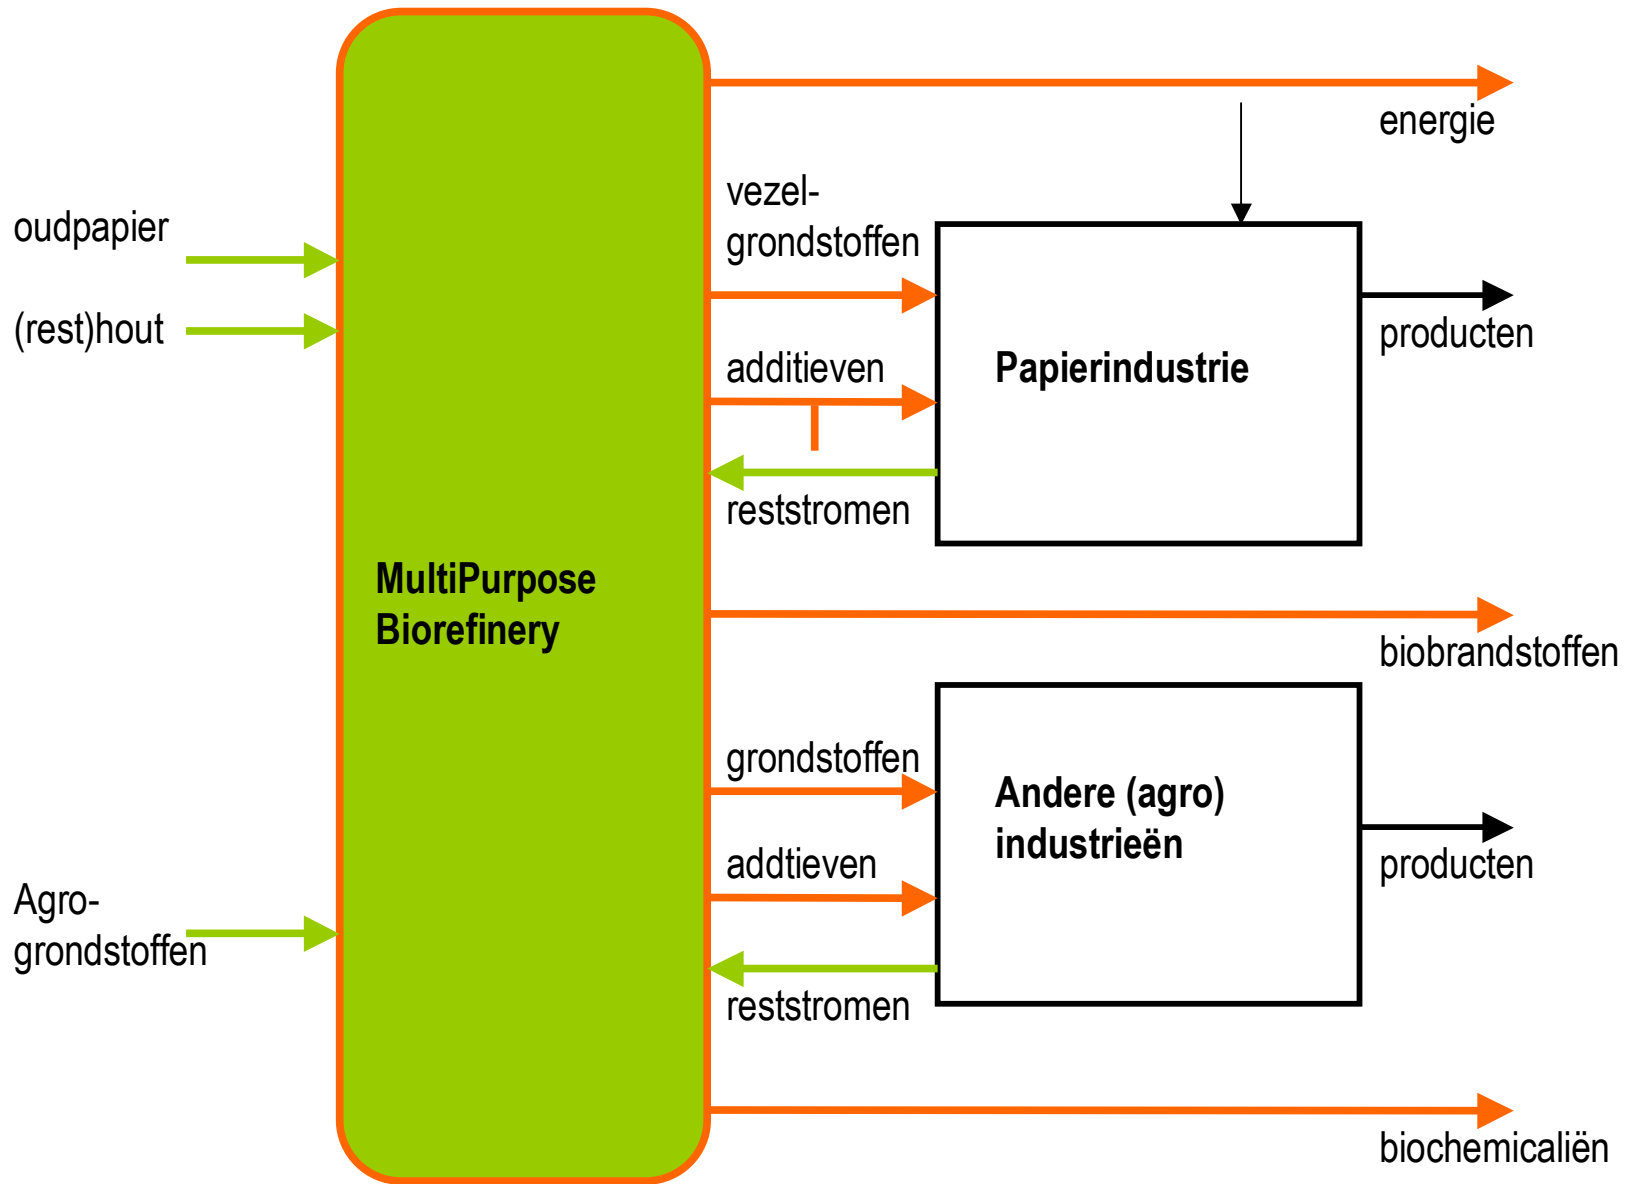 oudpapier
(rest)hout
Agro-
grondstoffen
MultiPurpose
Biorefinery
energie
vezel-
grondstoffen
additieven
reststromen
Papierindustrie
producten
biobrandstoffen
grondstoffen
addtieven
reststromen
Andere (agro)
industrieën
producten
biochemicaliën